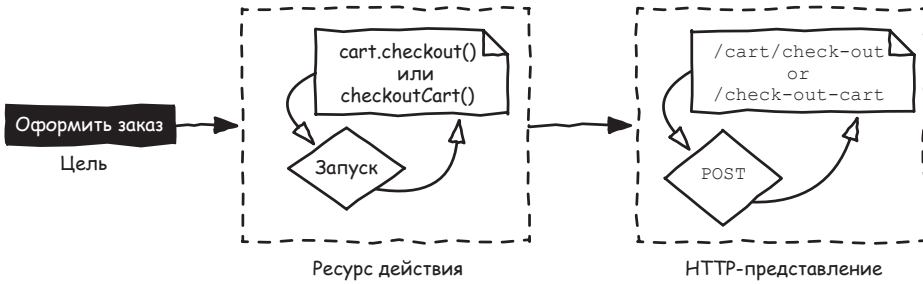 Оформить заказ
Цель
cart.checkout()
или
checkoutCart()
Запуск
Ресурс действия
/cart/check-out
or
/check-out-cart
POST
HTTP-представление